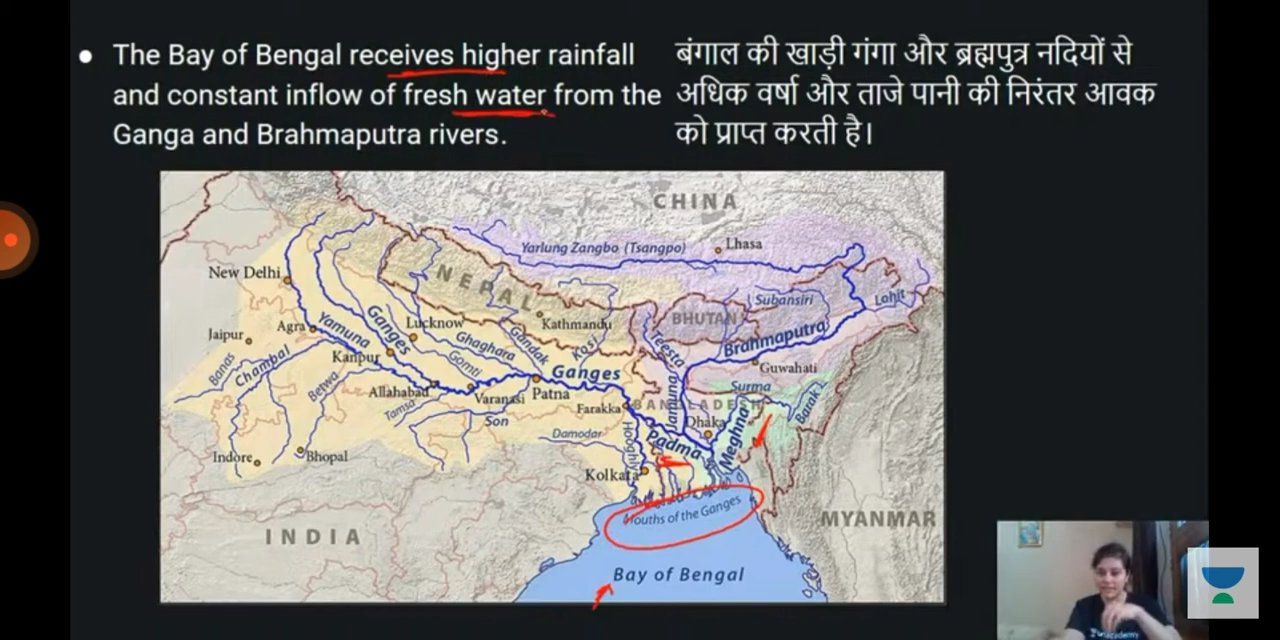 The Bay of Bengal receives higher rainfall
and constant inflow of fresh water from the
Ganga and Brahmaputra rivers.
बंगाल की खाड़ी गंगा और ब्रह्मपुत्र नदियों से
अधिक वर्षा और ताजे पानी की निरंतर आवक
को प्राप्त करती है।
CHINA
Yarlung Zangbo (Tsangpo)
Lhasa
New Delhi
NEPAL
Subansiri
Lohit
BHUTAN
Kathmandu
Jaipur
Agra
Yamuna
Ganges
Lucknow
Ghaghara
Gandak
Kosi
Teesta
Brahmaputra
Banas
Chambal
Kanpur
Gomti
Ganges
Guwahati
Betwa
Allahabad
Varanasi
Patna
Jamuna
Surma
Tamsa
Son
Farakka
BANGLADESH
Dhaka
Meghna
Barak
Damodar
Hooghly
Padma
Indore
Bhopal
Kolkata
Mouths of the Ganges
INDIA
MYANMAR
Bay of Bengal
unacademy